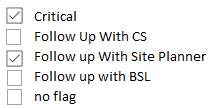 Critical
Follow Up With CS
Follow up With Site Planner
Follow up with BSL
no flag